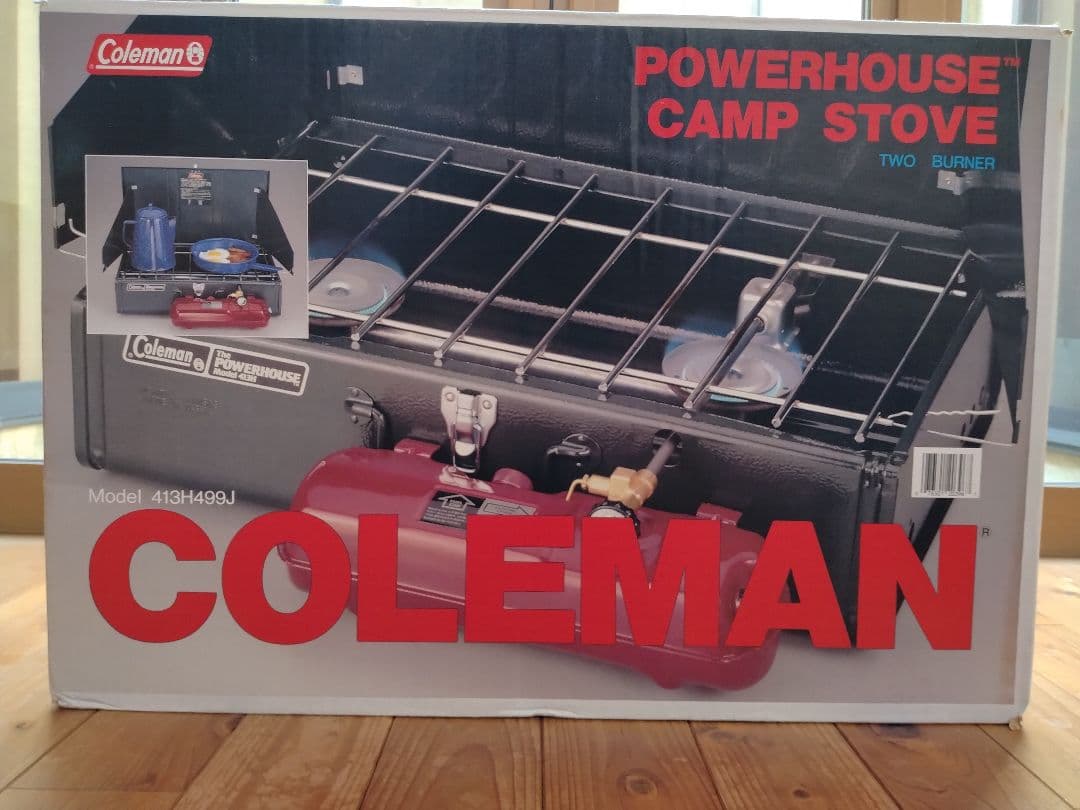 Coleman
POWERHOUSE™
CAMP STOVE
TWO BURNER
Coleman
The
POWERHOUSE
Model 413H
Model 413H499J
COLEMAN®